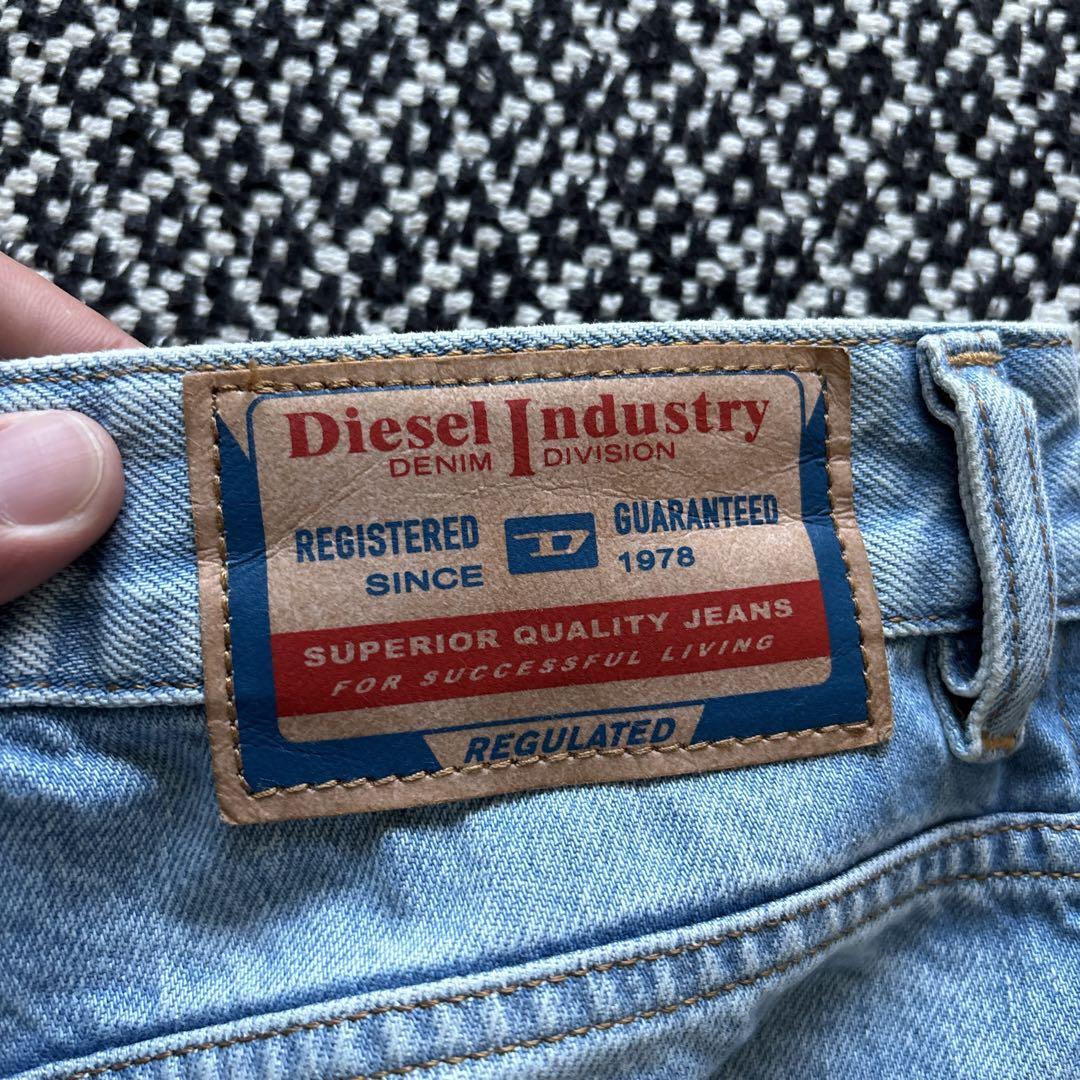 Diesel Industry
DENIM DIVISION
REGISTERED D GUARANTEED
SINCE 1978
SUPERIOR QUALITY JEANS
FOR SUCCESSFUL LIVING
REGULATED